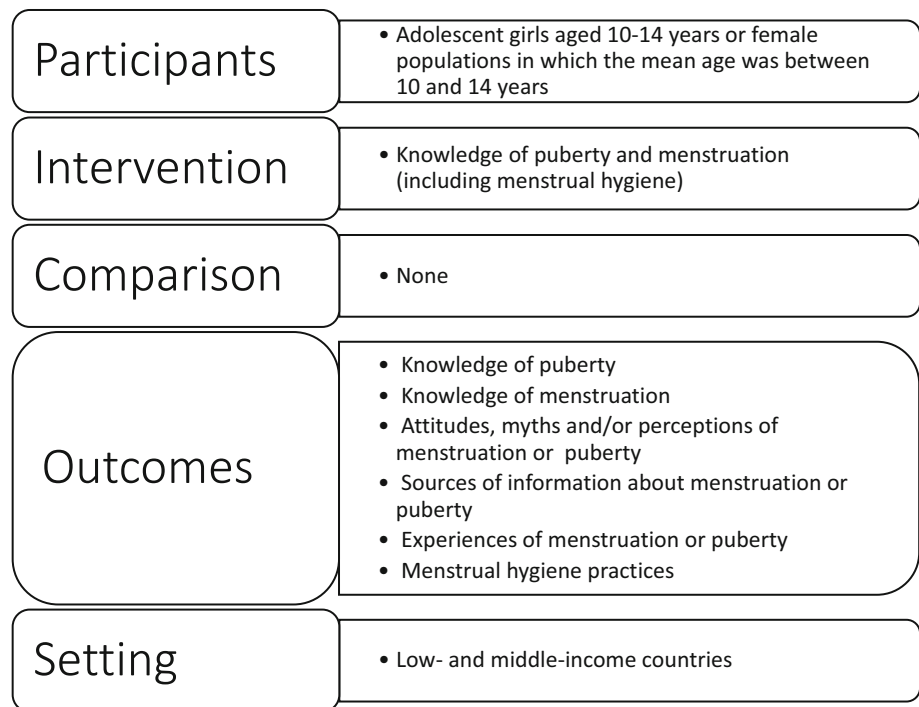 Participants
• Adolescent girls aged 10-14 years or female
populations in which the mean age was between
10 and 14 years
Intervention
• Knowledge of puberty and menstruation
(including menstrual hygiene)
Comparison
• None
Outcomes
• Knowledge of puberty
• Knowledge of menstruation
• Attitudes, myths and/or perceptions of
menstruation or puberty
• Sources of information about menstruation or
puberty
• Experiences of menstruation or puberty
• Menstrual hygiene practices
Setting
• Low- and middle-income countries